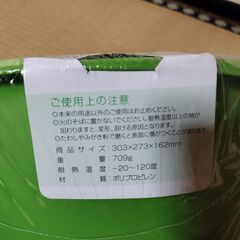 ご使用上の注意
◎本来の用途以外のご使用はお止めください。
◎火のそばに置かないでください。耐熱温度以上の熱が
加わりますと、変形、溶ける原因となります。
◎たわしやみがき粉で磨くと表面に傷がつくことがあります。
商品サイズ：303×273×162mm
重量：709g
耐熱温度：-20〜120度
材質：ポリプロピレン